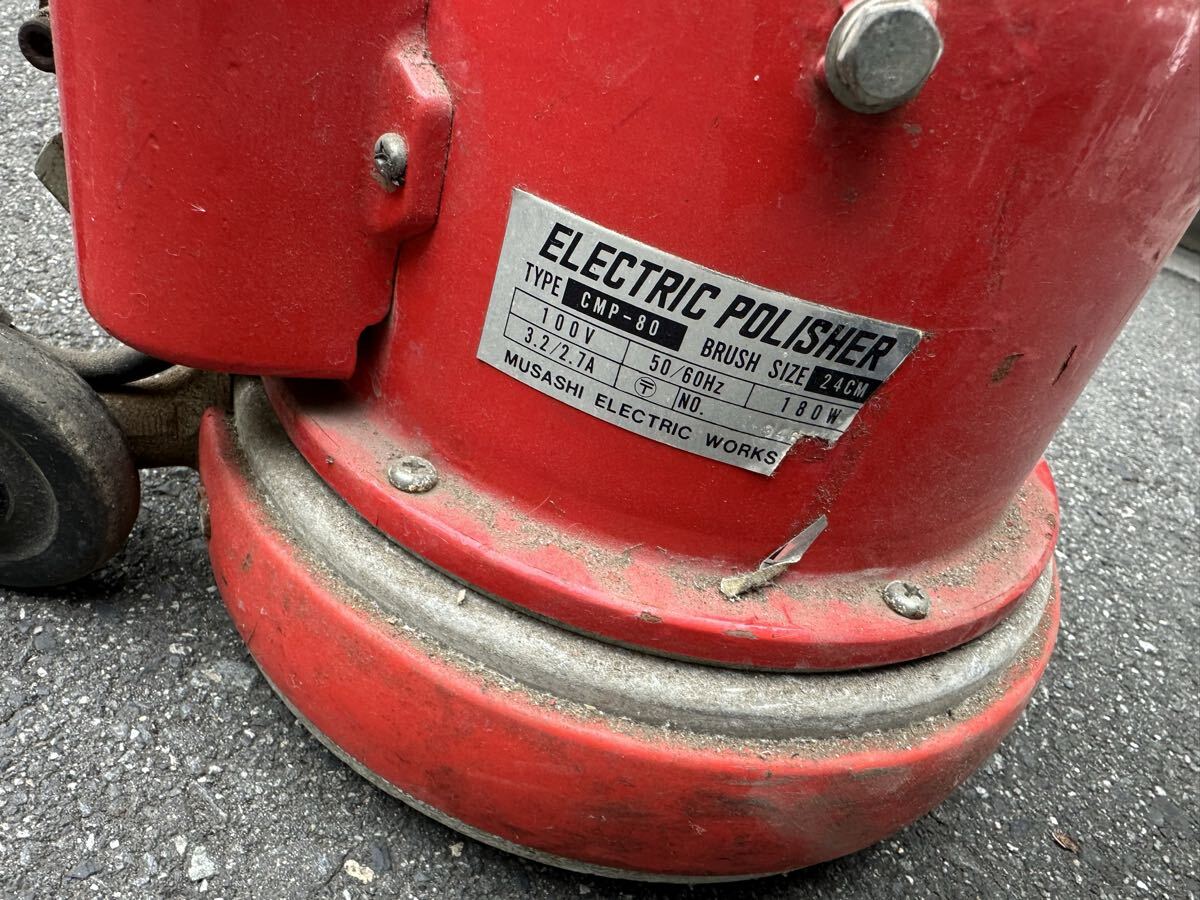 ELECTRIC POLISHER
TYPE CMP-80 BRUSH SIZE 24CM
100V 50/60Hz 180W
3.2/2.7A 〒 NO.
MUSASHI ELECTRIC WORKS